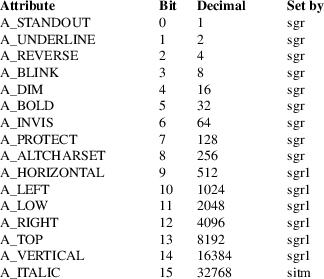 Attribute Bit Decimal Set by
A_STANDOUT 0 1 sgr
A_UNDERLINE 1 2 sgr
A_REVERSE 2 4 sgr
A_BLINK 3 8 sgr
A_DIM 4 16 sgr
A_BOLD 5 32 sgr
A_INVIS 6 64 sgr
A_PROTECT 7 128 sgr
A_ALTCHARSET 8 256 sgr
A_HORIZONTAL 9 512 sgr1
A_LEFT 10 1024 sgr1
A_LOW 11 2048 sgr1
A_RIGHT 12 4096 sgr1
A_TOP 13 8192 sgr1
A_VERTICAL 14 16384 sgr1
A_ITALIC 15 32768 sitm